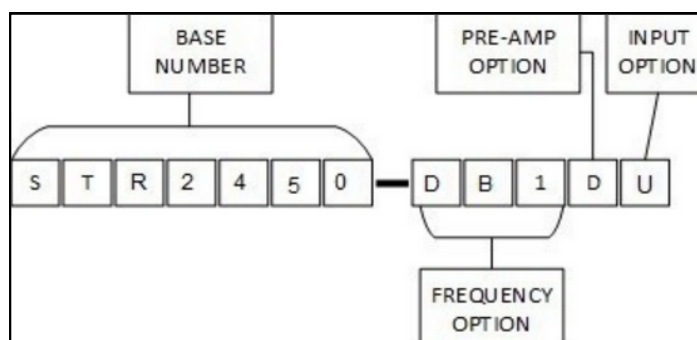 BASE
NUMBER
PRE-AMP
OPTION
INPUT
OPTION
S T R 2 4 5 0 — D B 1 D U
FREQUENCY
OPTION